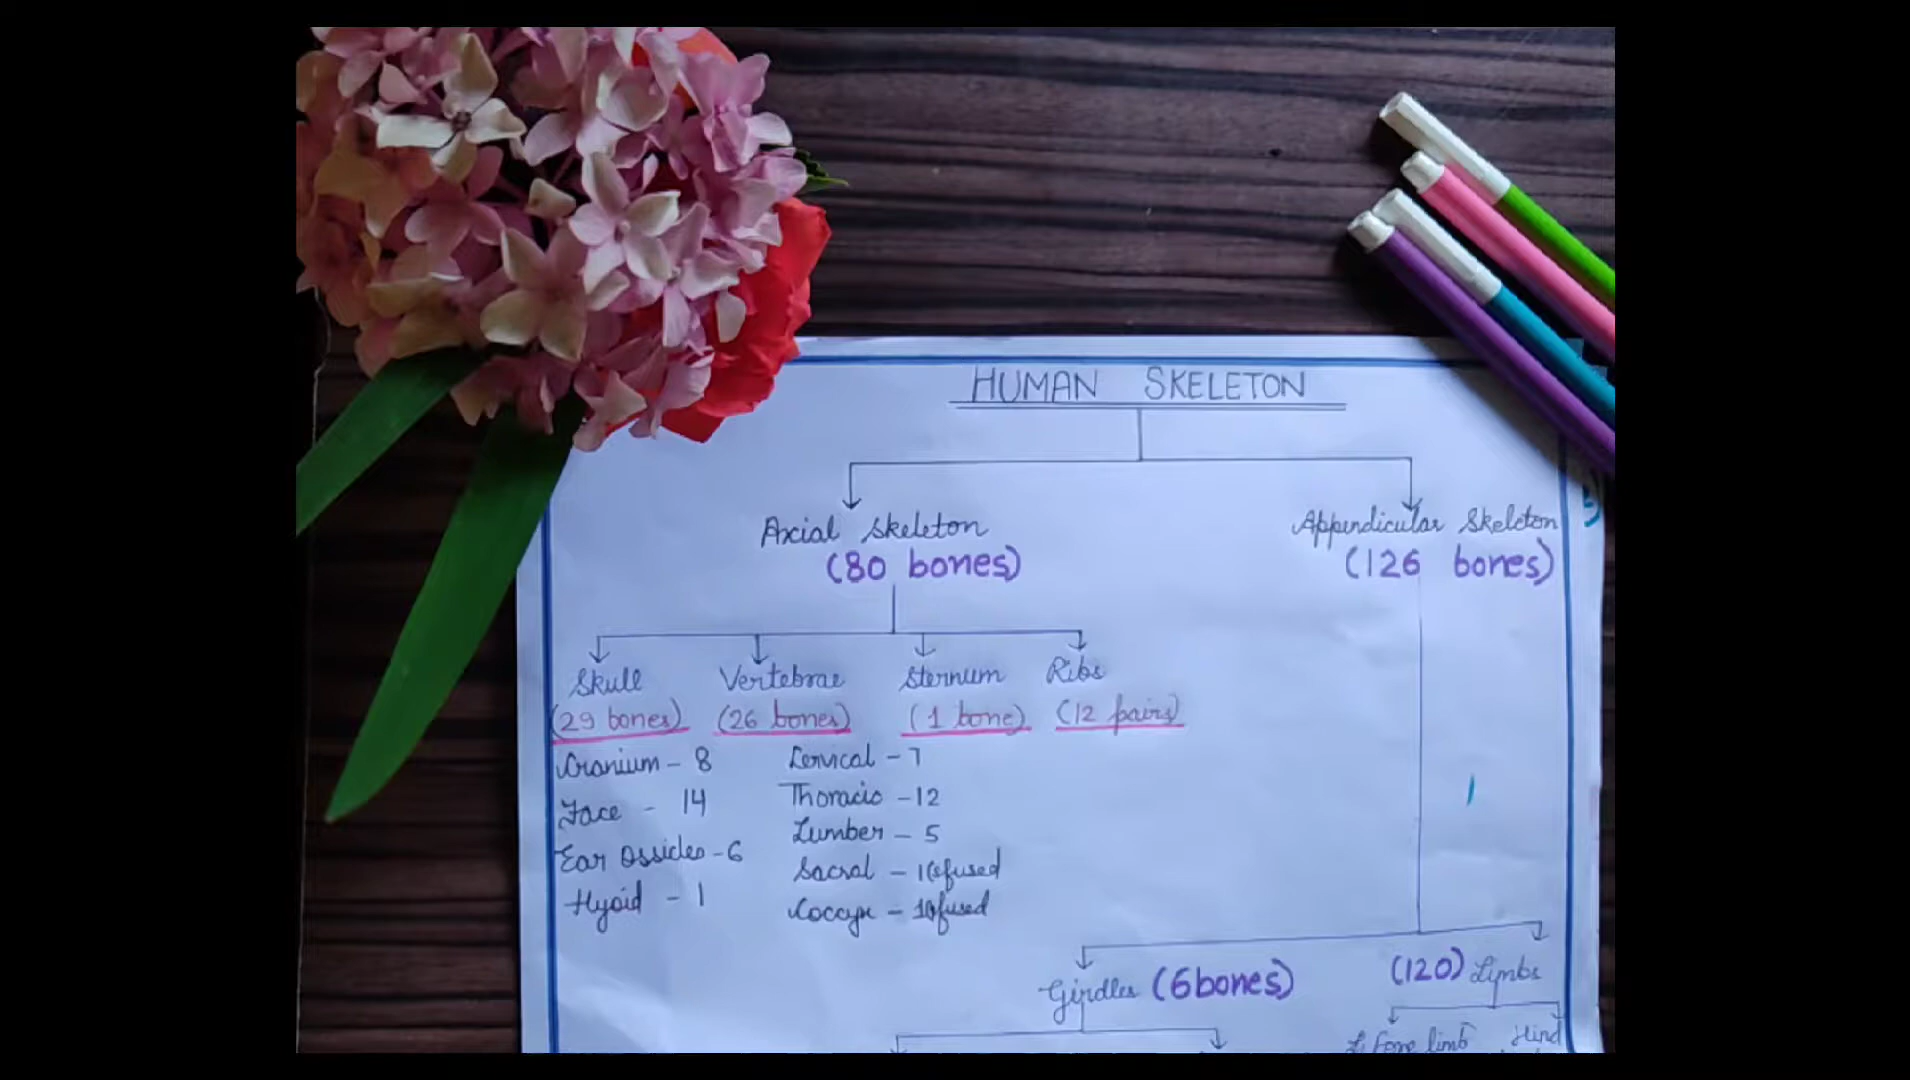 HUMAN SKELETON
Axial Skeleton
Appendicular Skeleton
(80 bones)
(126 bones)
Skull
Vertebrae
Sternum
Ribs
(29 bones)
(26 bones)
(1 bone)
(12 pairs)
Cranium - 8
Face - 14
Ear Ossicles - 6
Hyoid - 1
Cervical - 7
Thoracic - 12
Lumber - 5
Sacral - 1 fused
Coccyx - 1 fused
Girdles (6bones)
(120) Limbs
Fore limb
Hind